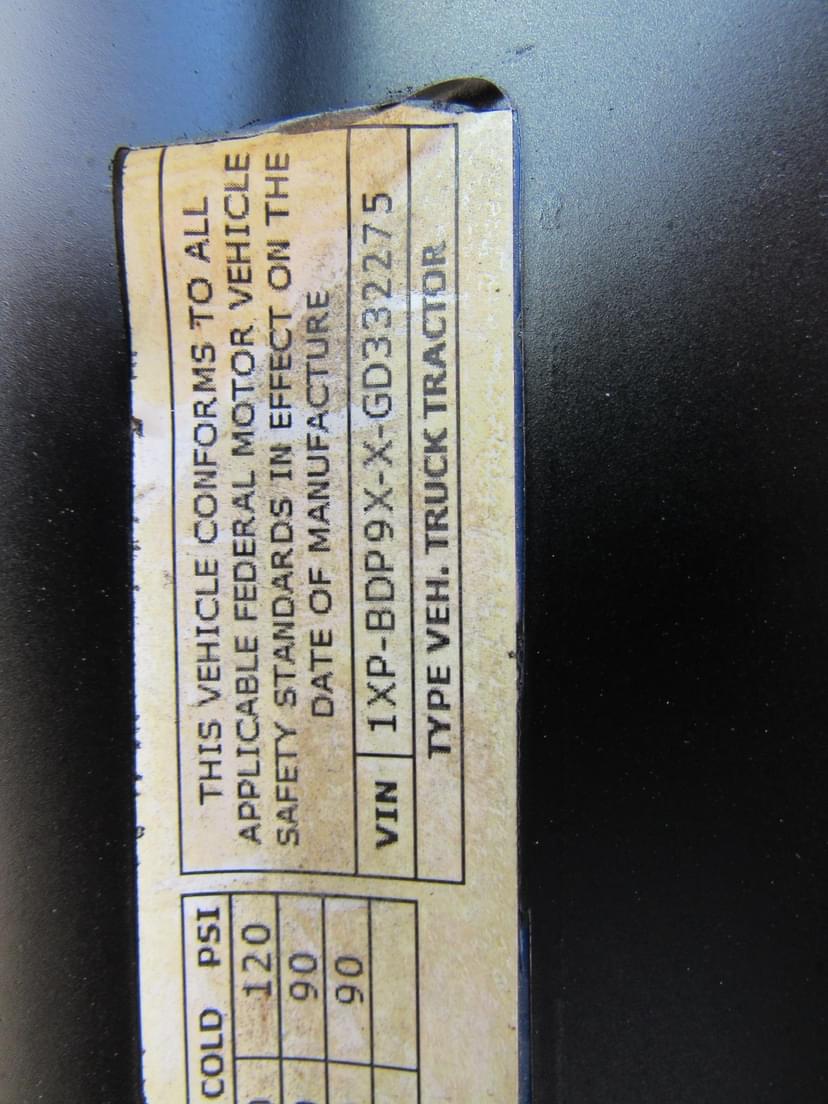 THIS VEHICLE CONFORMS TO ALL
APPLICABLE FEDERAL MOTOR VEHICLE
SAFETY STANDARDS IN EFFECT ON THE
DATE OF MANUFACTURE
VIN 1XP-BDP9X-X-GD332275
TYPE VEH. TRUCK TRACTOR
COLD PSI
120
90
90